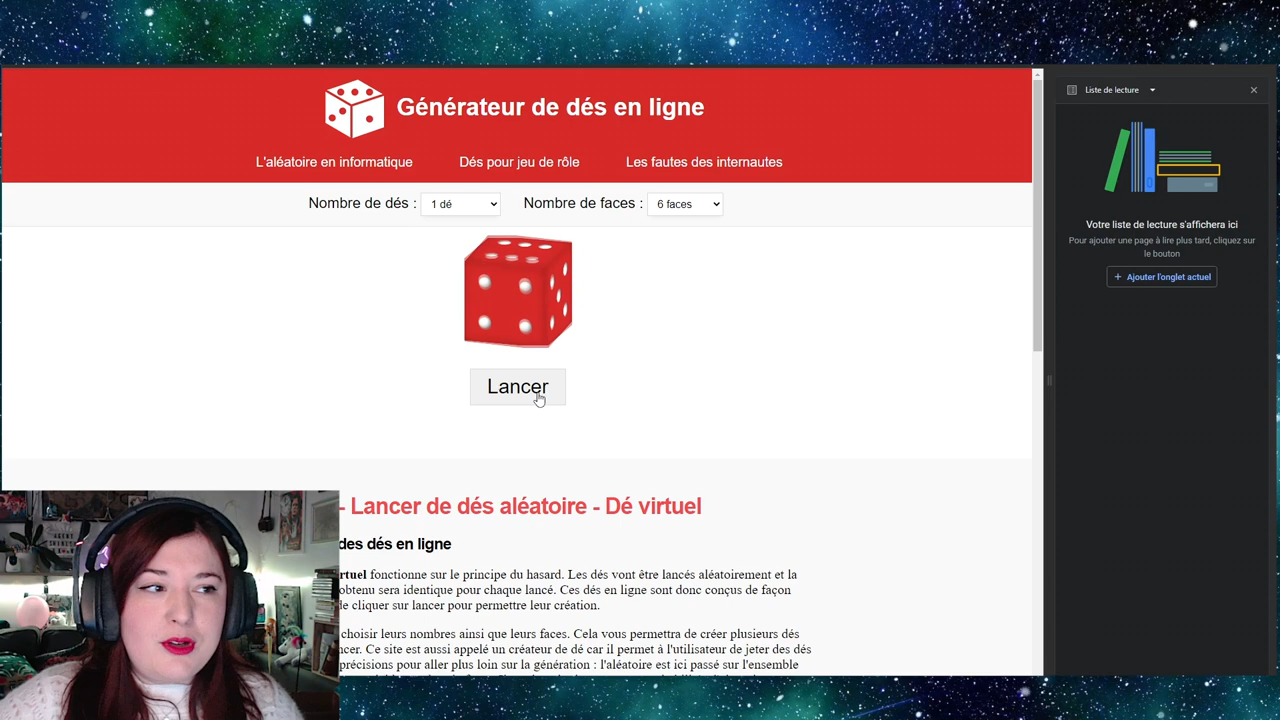 Générateur de dés en ligne
L'aléatoire en informatique
Dés pour jeu de rôle
Les fautes des internautes
Nombre de dés :
1 dé
Nombre de faces :
6 faces
Lancer
- Lancer de dés aléatoire - Dé virtuel
des dés en ligne
rtuel fonctionne sur le principe du hasard. Les dés vont être lancés aléatoirement et la
obtenu sera identique pour chaque lancé. Ces dés en ligne sont donc conçus de façon
de cliquer sur lancer pour permettre leur création.
choisir leurs nombres ainsi que leurs faces. Cela vous permettra de créer plusieurs dés
ncer. Ce site est aussi appelé un créateur de dé car il permet à l'utilisateur de jeter des dés
précisions pour aller plus loin sur la génération : l'aléatoire est ici passé sur l'ensemble
Liste de lecture
Votre liste de lecture s'affichera ici
Pour ajouter une page à lire plus tard, cliquez sur
le bouton
+ Ajouter l'onglet actuel